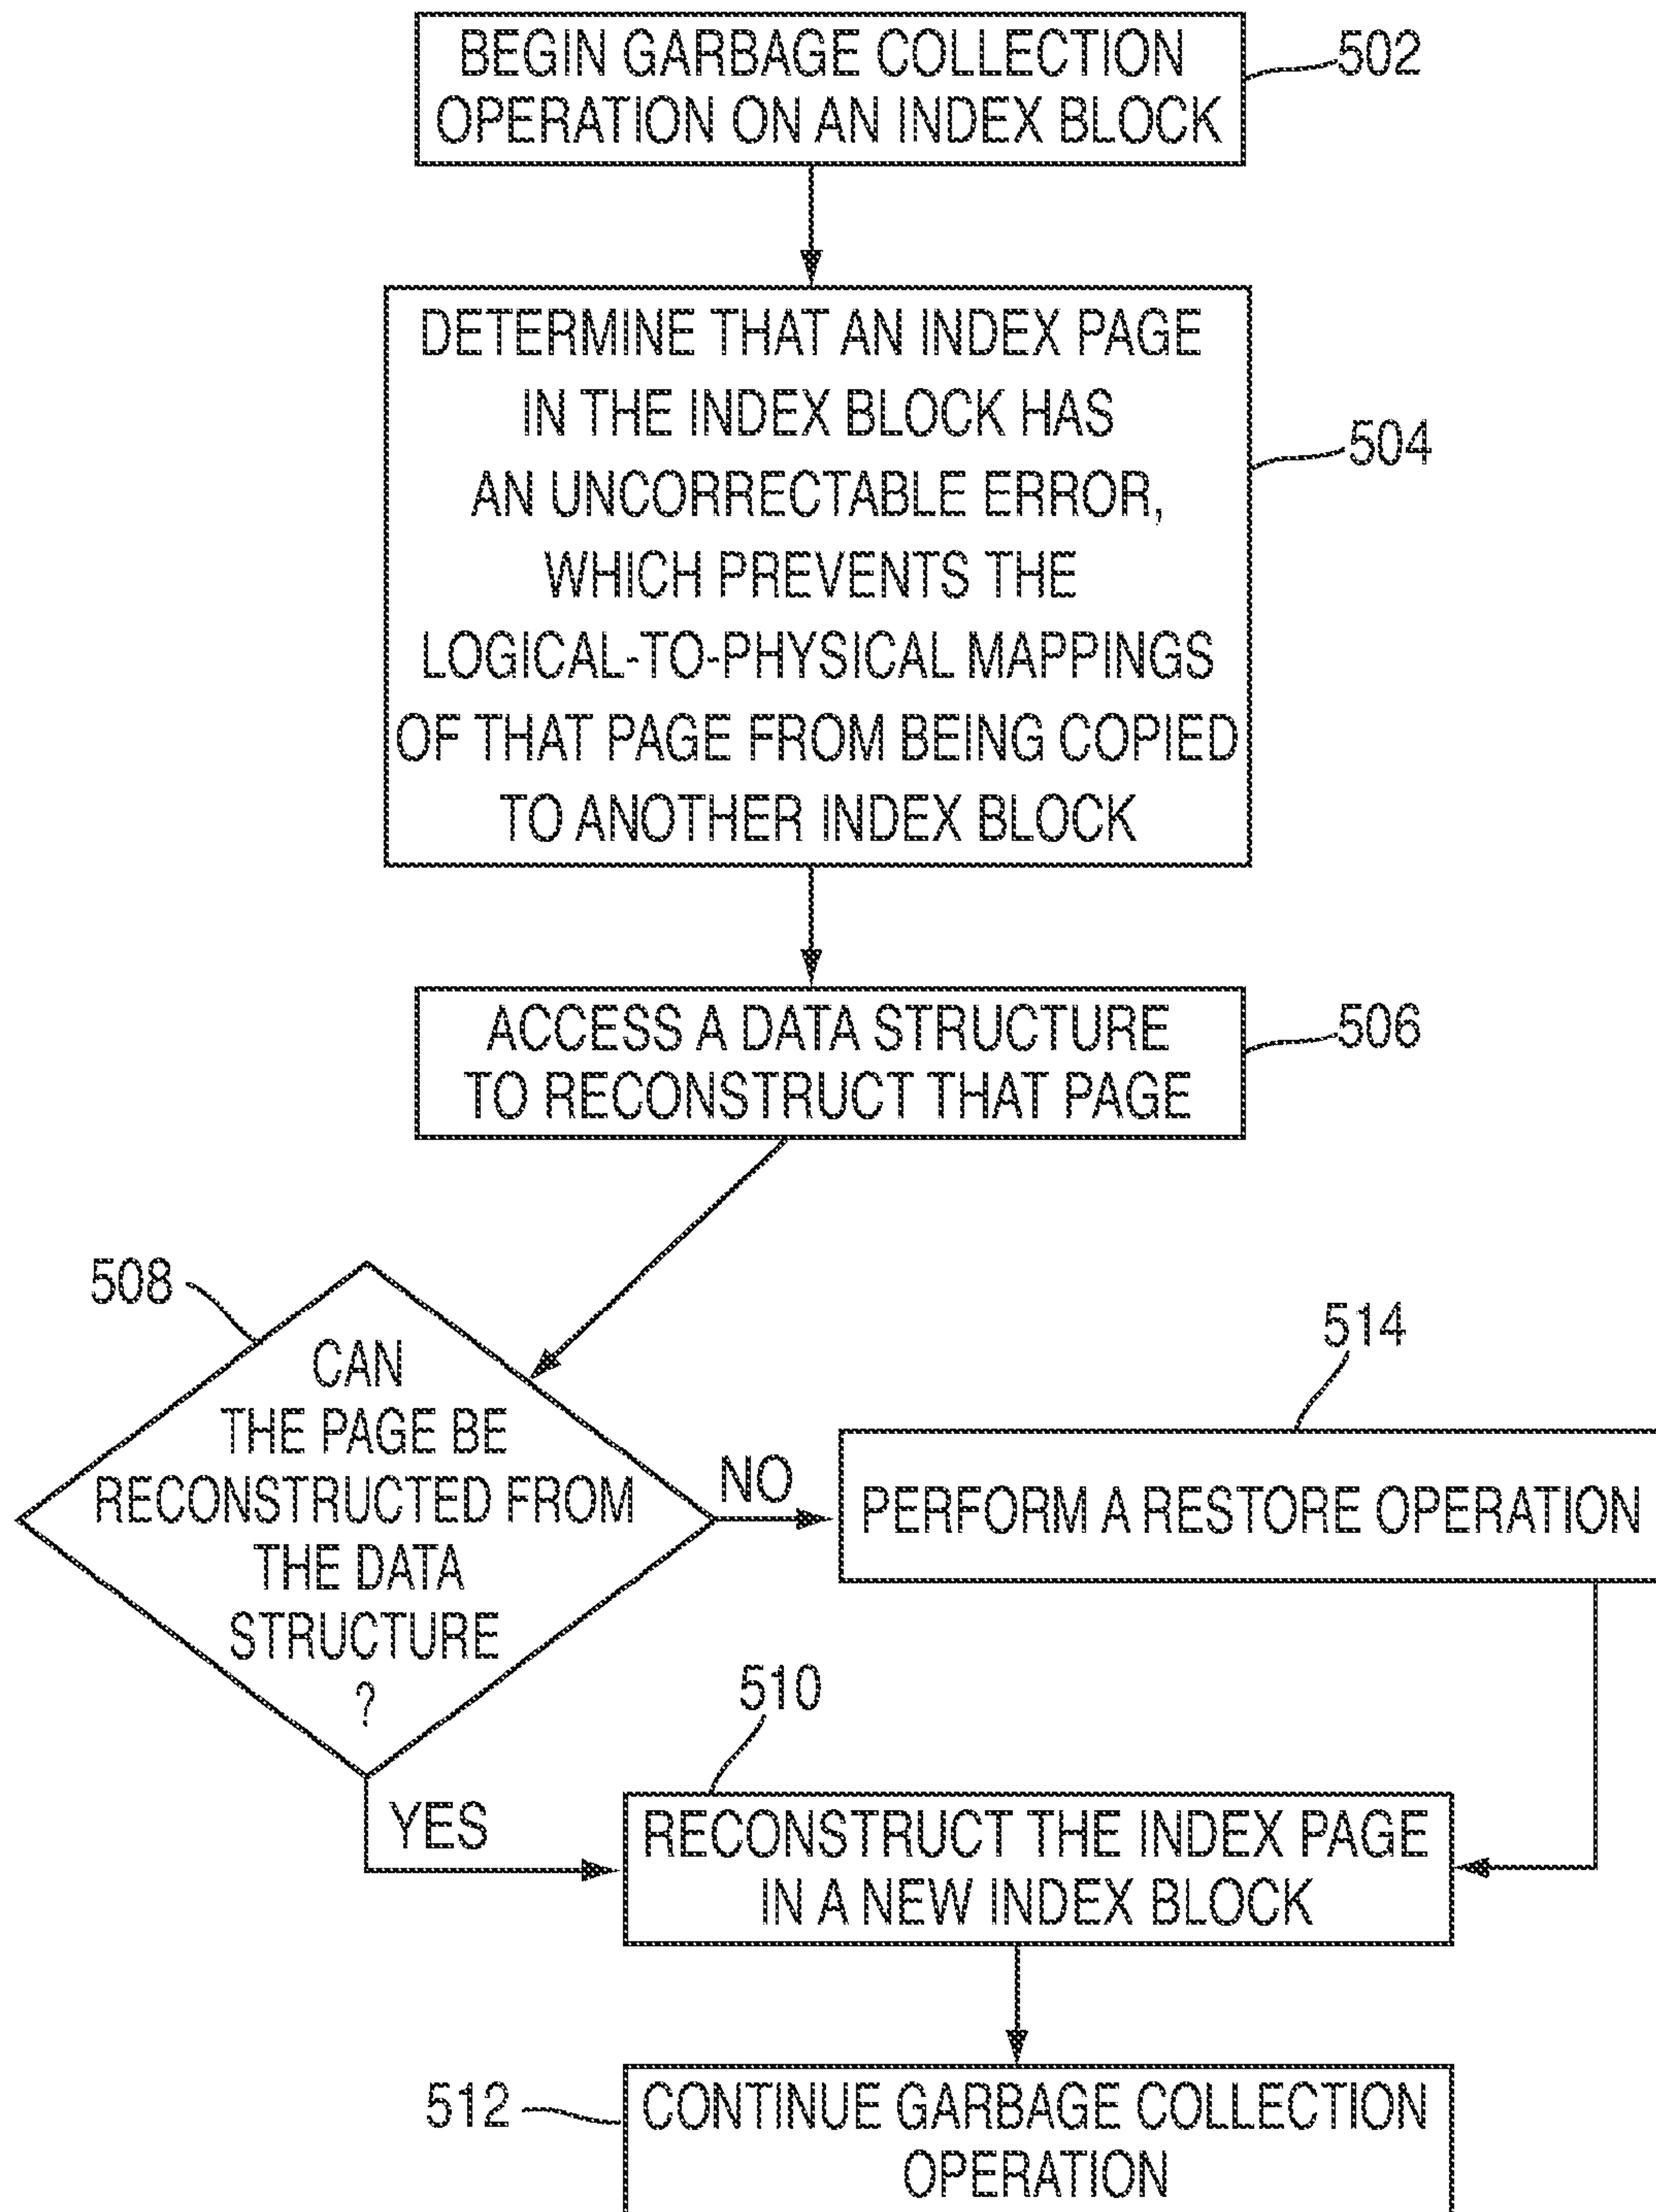 BEGIN GARBAGE COLLECTION
OPERATION ON AN INDEX BLOCK
502
DETERMINE THAT AN INDEX PAGE
IN THE INDEX BLOCK HAS
AN UNCORRECTABLE ERROR,
WHICH PREVENTS THE
LOGICAL-TO-PHYSICAL MAPPINGS
OF THAT PAGE FROM BEING COPIED
TO ANOTHER INDEX BLOCK
504
ACCESS A DATA STRUCTURE
TO RECONSTRUCT THAT PAGE
506
508
CAN
THE PAGE BE
RECONSTRUCTED FROM
THE DATA
STRUCTURE
?
NO
514
PERFORM A RESTORE OPERATION
YES
510
RECONSTRUCT THE INDEX PAGE
IN A NEW INDEX BLOCK
512
CONTINUE GARBAGE COLLECTION
OPERATION